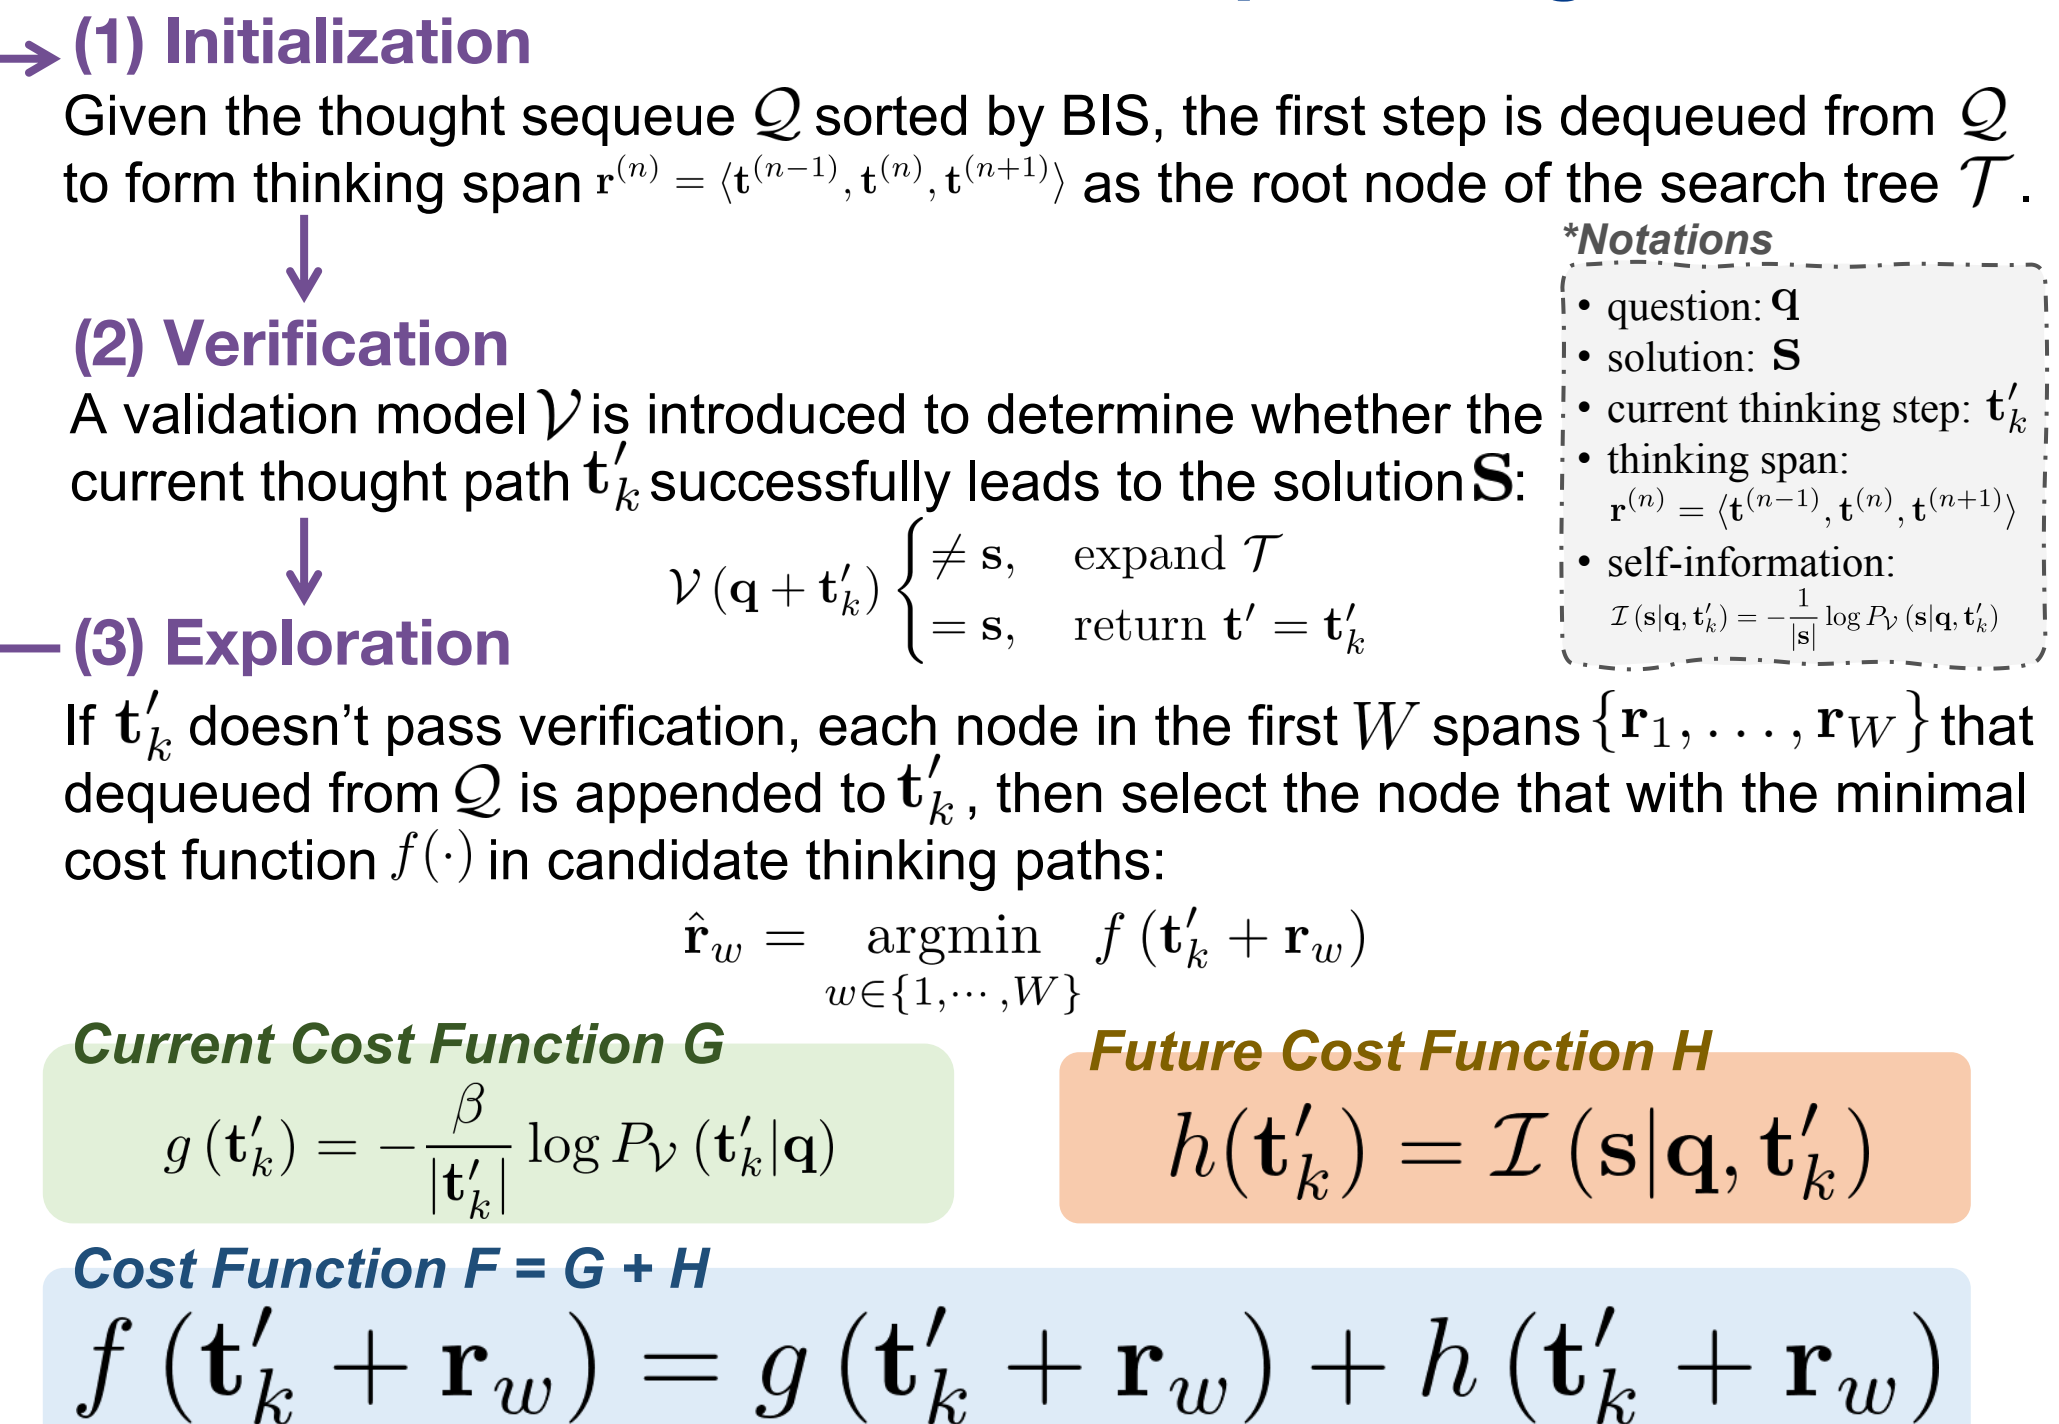 (1) Initialization
Given the thought sequeue 𝒬 sorted by BIS, the first step is dequeued from 𝒬
to form thinking span r^(n) = ⟨t^(n−1), t^(n), t^(n+1)⟩ as the root node of the search tree 𝒯 .
*Notations
• question: q
• solution: s
• current thinking step: t′_k
• thinking span:
r^(n) = ⟨t^(n−1), t^(n), t^(n+1)⟩
• self-information:
ℐ (s|q, t′_k) = −1/|s| log P_𝒱 (s|q, t′_k)
(2) Verification
A validation model 𝒱 is introduced to determine whether the
current thought path t′_k successfully leads to the solution s:
𝒱 (q + t′_k) { ≠ s, expand 𝒯
= s, return t′ = t′_k
(3) Exploration
If t′_k doesn’t pass verification, each node in the first W spans {r_1, . . . , r_W} that
dequeued from 𝒬 is appended to t′_k , then select the node that with the minimal
cost function f(·) in candidate thinking paths:
r̂_w = argmin_{w∈{1,··· ,W}} f (t′_k + r_w)
Current Cost Function G
g (t′_k) = −β/|t′_k| log P_𝒱 (t′_k|q)
Future Cost Function H
h(t′_k) = ℐ (s|q, t′_k)
Cost Function F = G + H
f (t′_k + r_w) = g (t′_k + r_w) + h (t′_k + r_w)